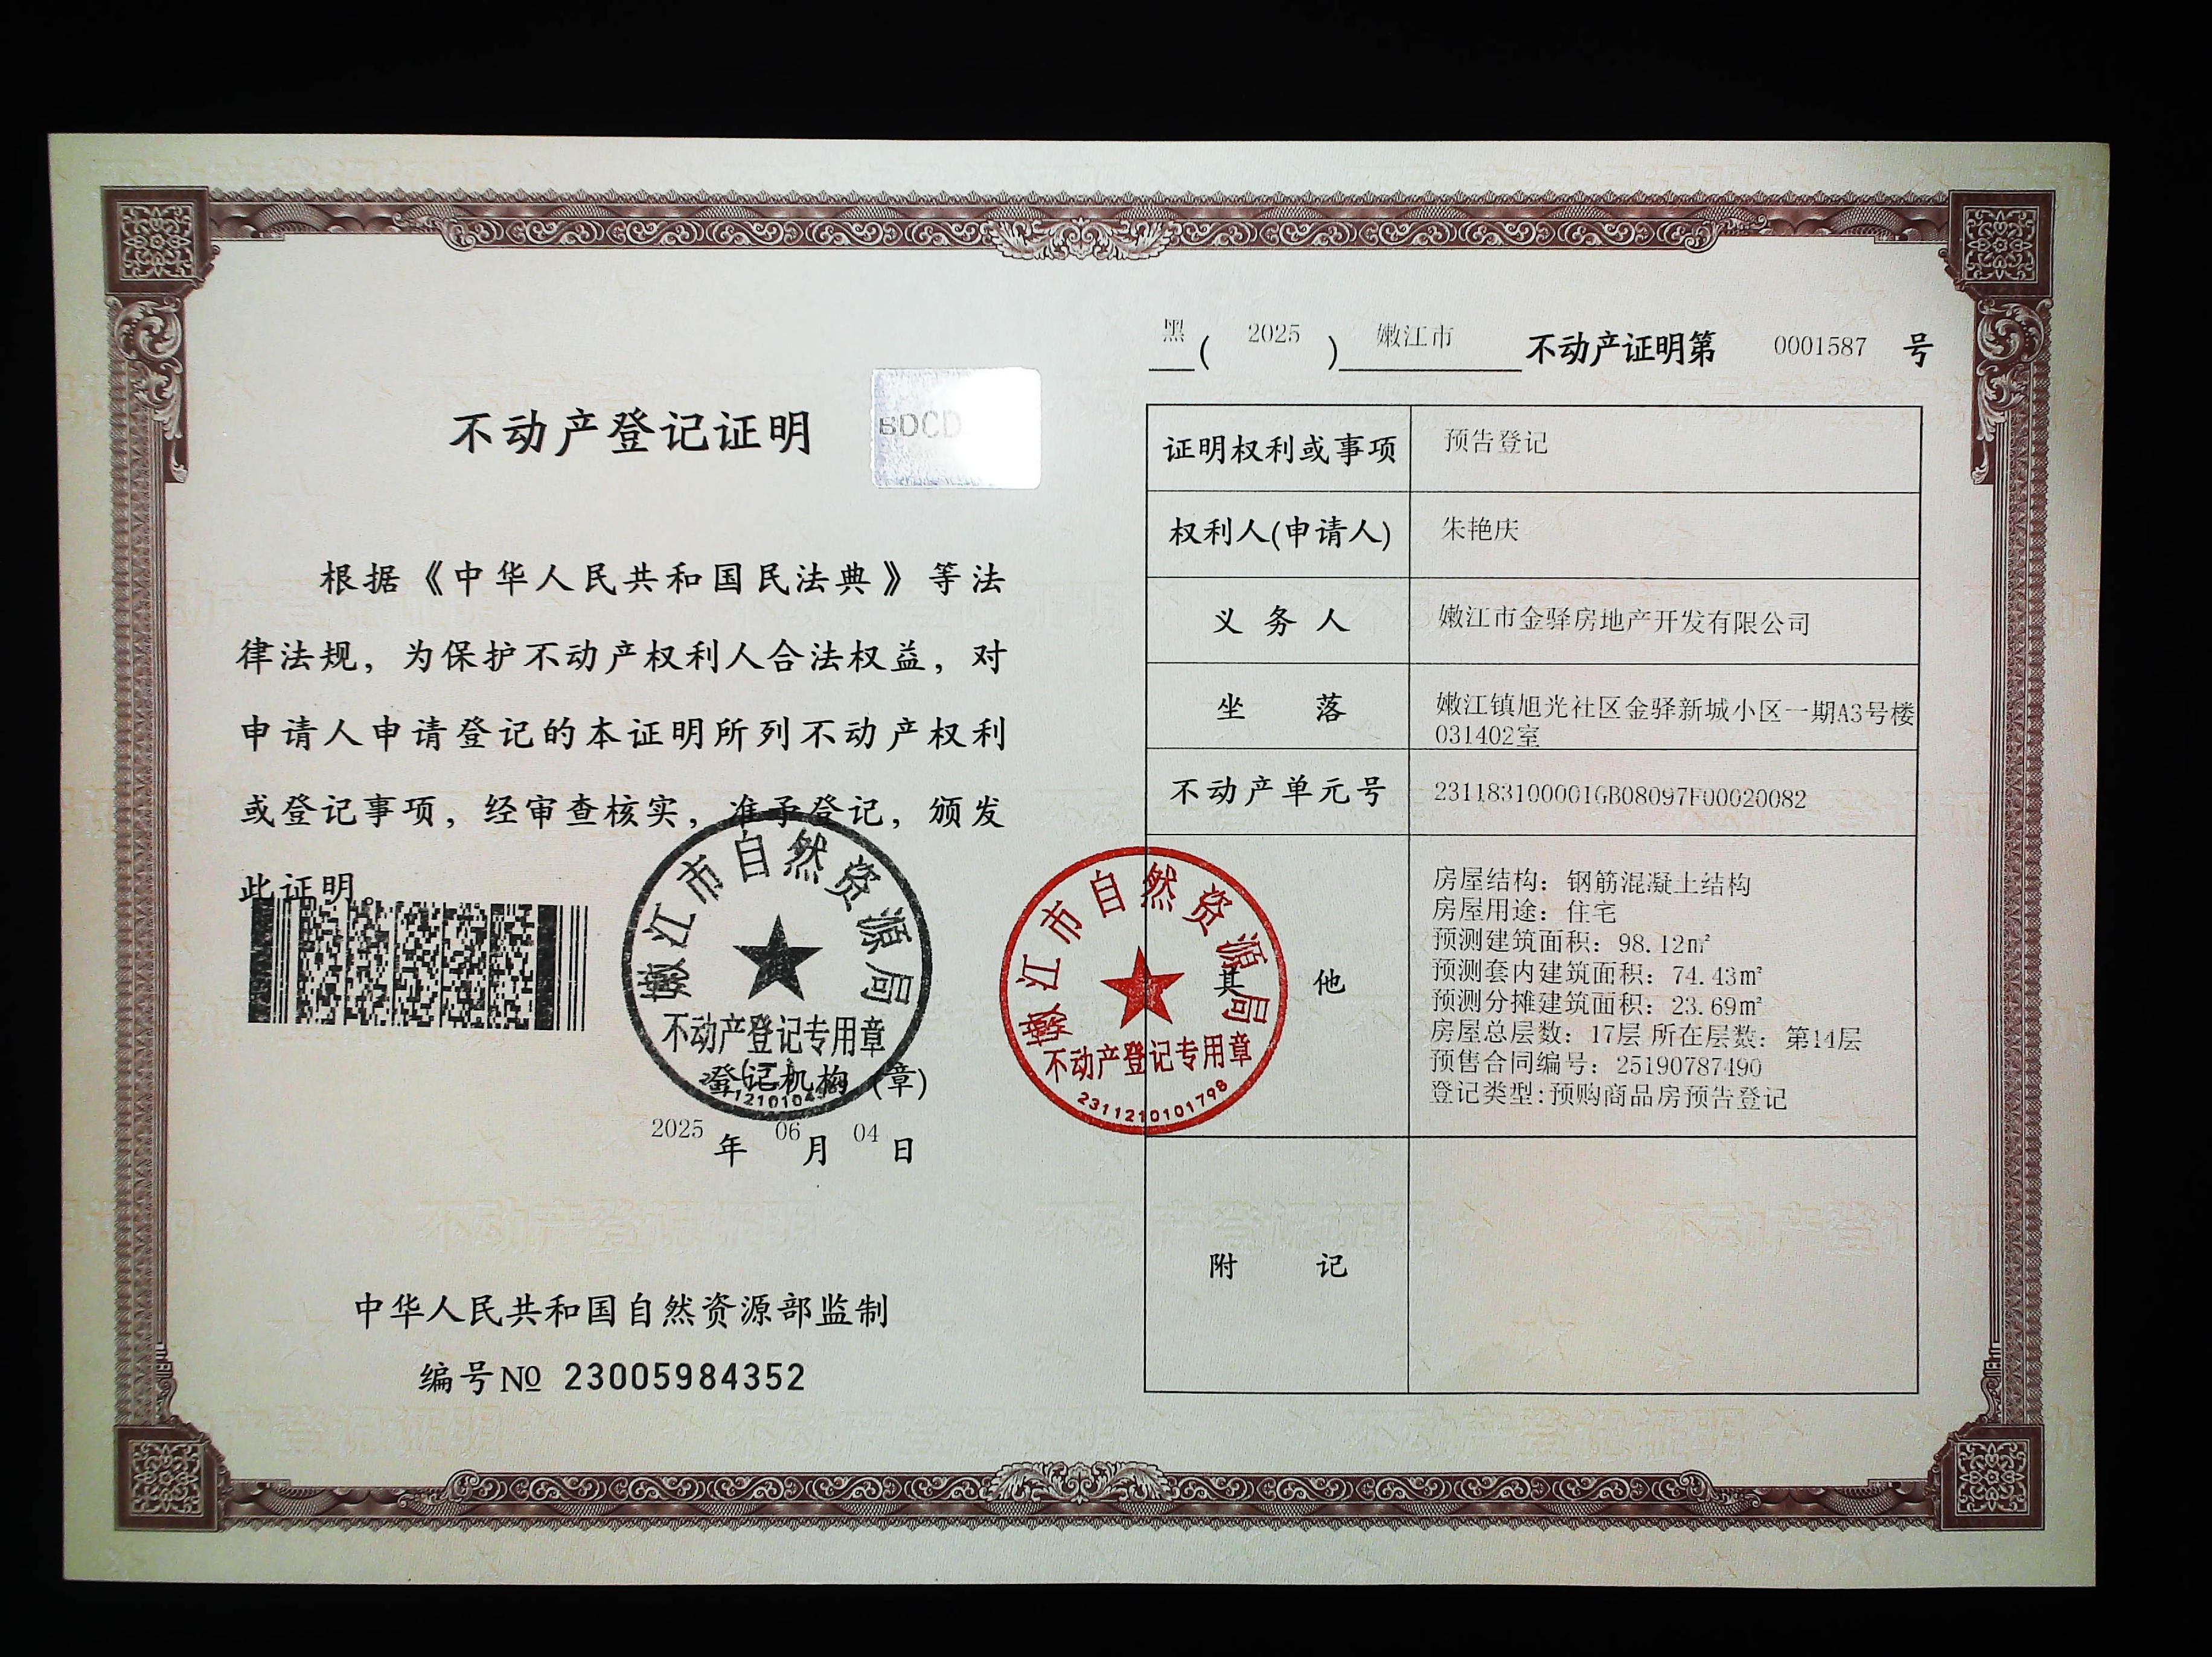 不动产登记证明
BDCD
根据《中华人民共和国民法典》等法
律法规，为保护不动产权利人合法权益，对
申请人申请登记的本证明所列不动产权利
或登记事项，经审查核实，准予登记，颁发
此证明。
嫩江市自然资源局
不动产登记专用章
登记机构（章）
2025年06月04日
中华人民共和国自然资源部监制
编号№ 23005984352
黑(2025)嫩江市不动产证明第0001587号
证明权利或事项 预告登记
权利人(申请人) 朱艳庆
义务人 嫩江市金驿房地产开发有限公司
坐落 嫩江镇旭光社区金驿新城小区一期A3号楼
031402室
不动产单元号 231183100001GB08097F00020082
其他
房屋结构：钢筋混凝土结构
房屋用途：住宅
预测建筑面积：98.12㎡
预测套内建筑面积：74.43㎡
预测分摊建筑面积：23.69㎡
房屋总层数：17层 所在层数：第14层
预售合同编号：25190787490
登记类型:预购商品房预告登记
嫩江市自然资源局
不动产登记专用章
2311210101798
附记